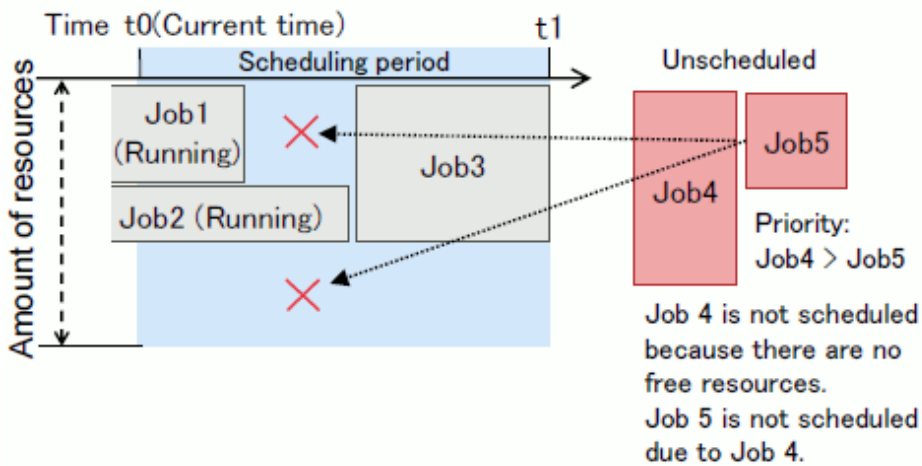 Time t0(Current time)
t1
Scheduling period
Unscheduled
Amount of resources
Job1
(Running)
Job2 (Running)
Job3
Job4
Job5
Priority:
Job4 > Job5
Job 4 is not scheduled
because there are no
free resources.
Job 5 is not scheduled
due to Job 4.